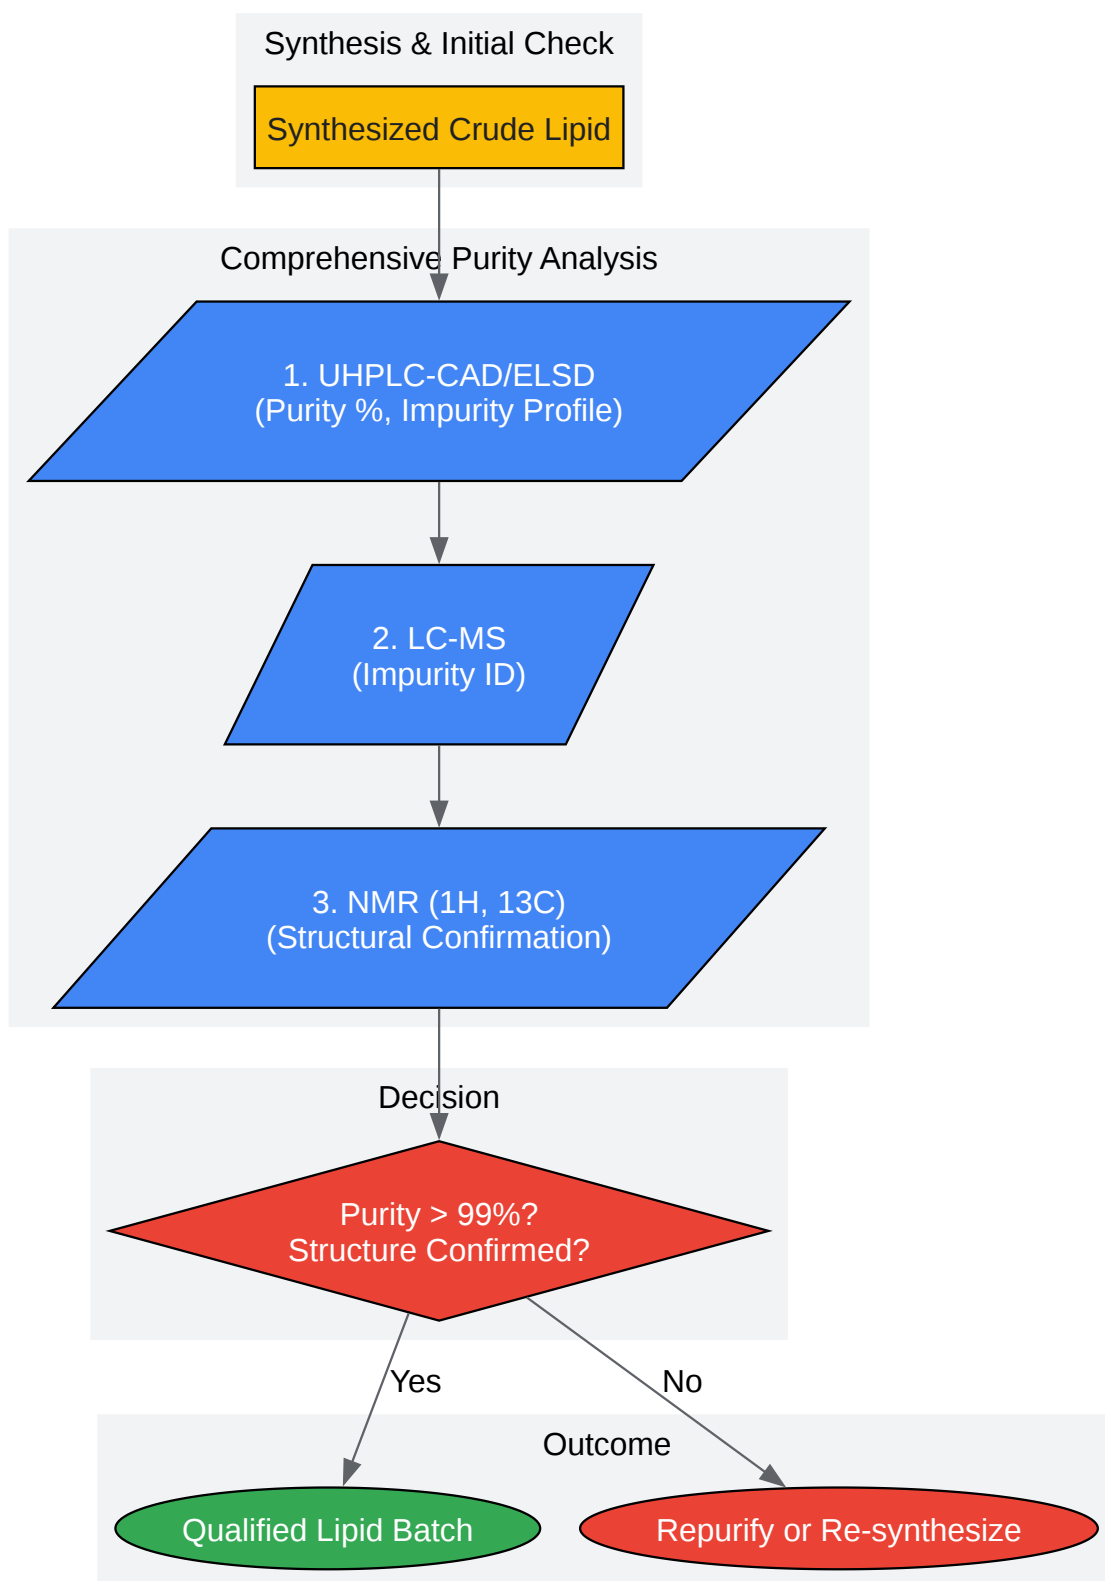 Synthesis & Initial Check
Synthesized Crude Lipid
Comprehensive Purity Analysis
1. UHPLC-CAD/ELSD
(Purity %, Impurity Profile)
2. LC-MS
(Impurity ID)
3. NMR (1H, 13C)
(Structural Confirmation)
Decision
Purity > 99%?
Structure Confirmed?
Yes
No
Outcome
Qualified Lipid Batch
Repurify or Re-synthesize